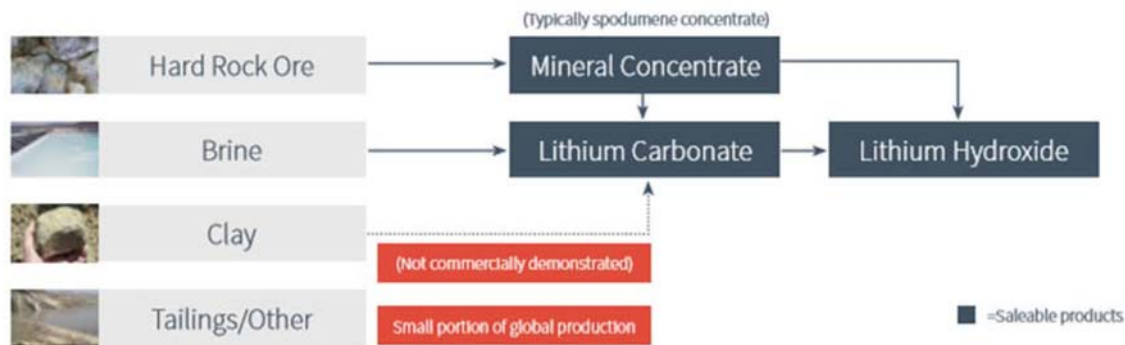 (Typically spodumene concentrate)
Hard Rock Ore
Mineral Concentrate
Brine
Lithium Carbonate
Lithium Hydroxide
Clay
(Not commercially demonstrated)
Tailings/Other
Small portion of global production
=Saleable products